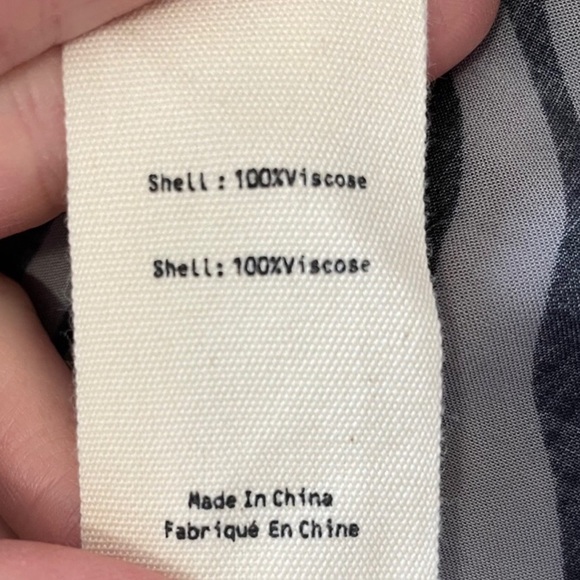 Shell : 100%Viscose
Shell: 100%Viscose
Made In China
Fabriqué En Chine